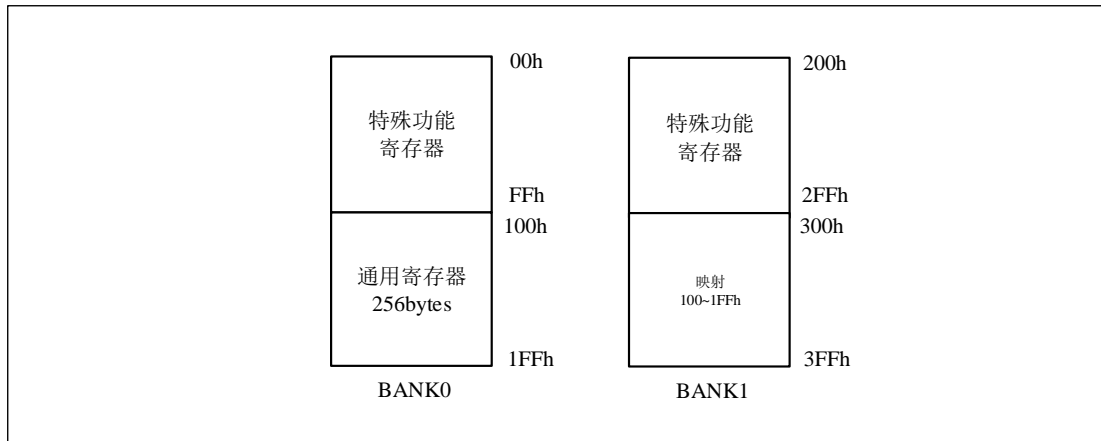 00h
特殊功能
寄存器
FFh
100h
通用寄存器
256bytes
1FFh
BANK0
200h
特殊功能
寄存器
2FFh
300h
映射
100~1FFh
3FFh
BANK1